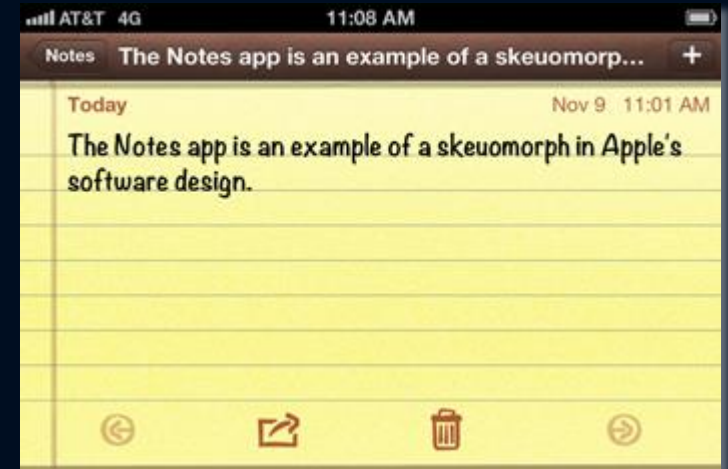 AT&T 4G 11:08 AM
Notes The Notes app is an example of a skeuomorp... +
Today Nov 9 11:01 AM
The Notes app is an example of a skeuomorph in Apple's
software design.